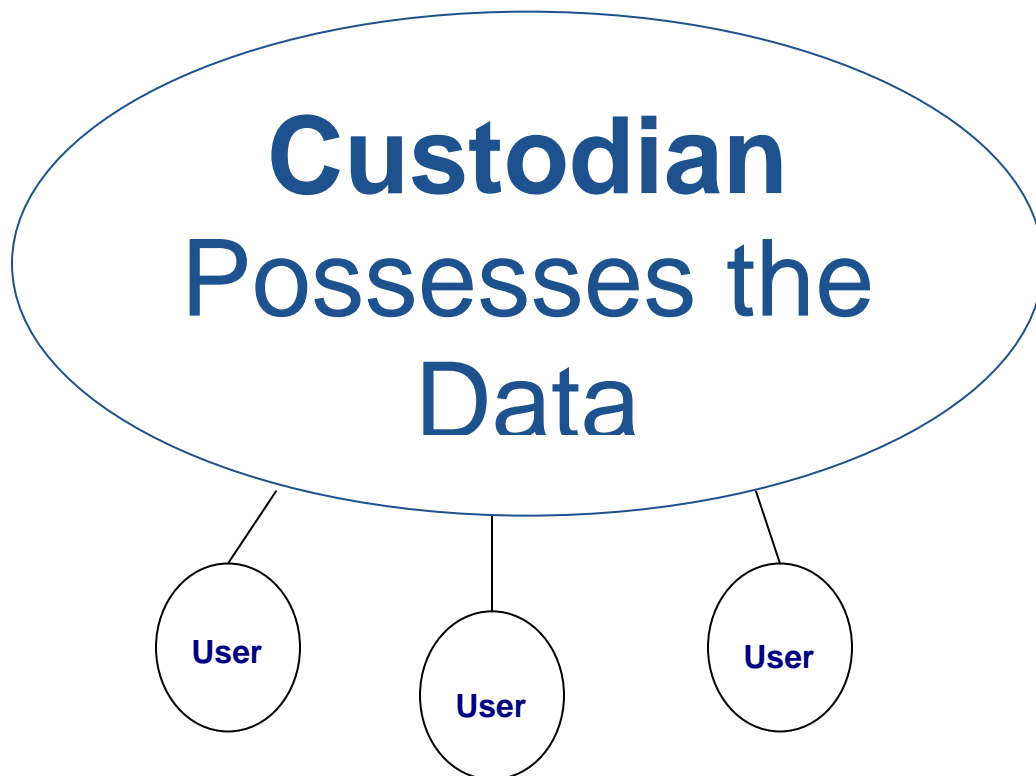 Custodian
Possesses the
Data
User
User
User